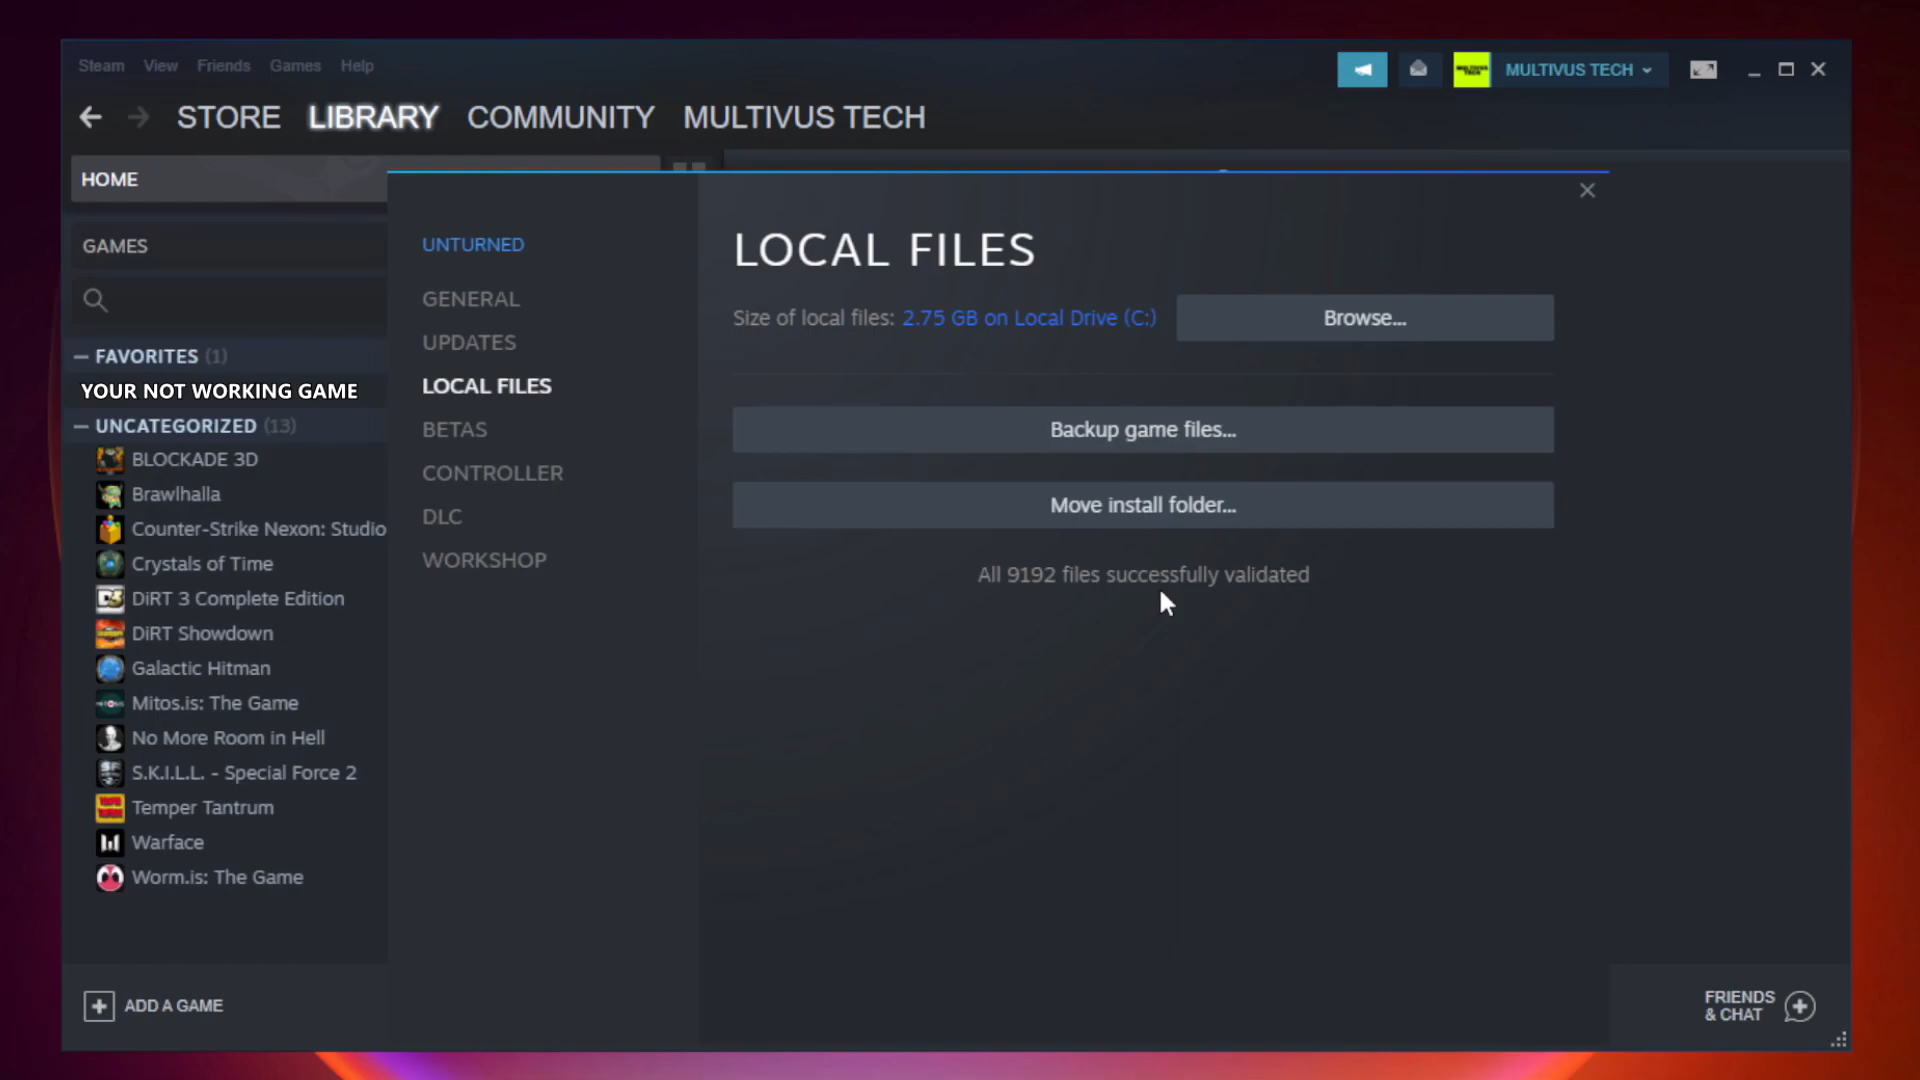 Steam View Friends Games Help
MULTIVUS TECH
STORE LIBRARY COMMUNITY MULTIVUS TECH
HOME
GAMES
— FAVORITES (1)
YOUR NOT WORKING GAME
— UNCATEGORIZED (13)
BLOCKADE 3D
Brawlhalla
Counter-Strike Nexon: Studio
Crystals of Time
DiRT 3 Complete Edition
DiRT Showdown
Galactic Hitman
Mitos.is: The Game
No More Room in Hell
S.K.I.L.L. - Special Force 2
Temper Tantrum
Warface
Worm.is: The Game
ADD A GAME
UNTURNED
GENERAL
UPDATES
LOCAL FILES
BETAS
CONTROLLER
DLC
WORKSHOP
LOCAL FILES
Size of local files: 2.75 GB on Local Drive (C:)
Browse...
Backup game files...
Move install folder...
All 9192 files successfully validated
FRIENDS
& CHAT